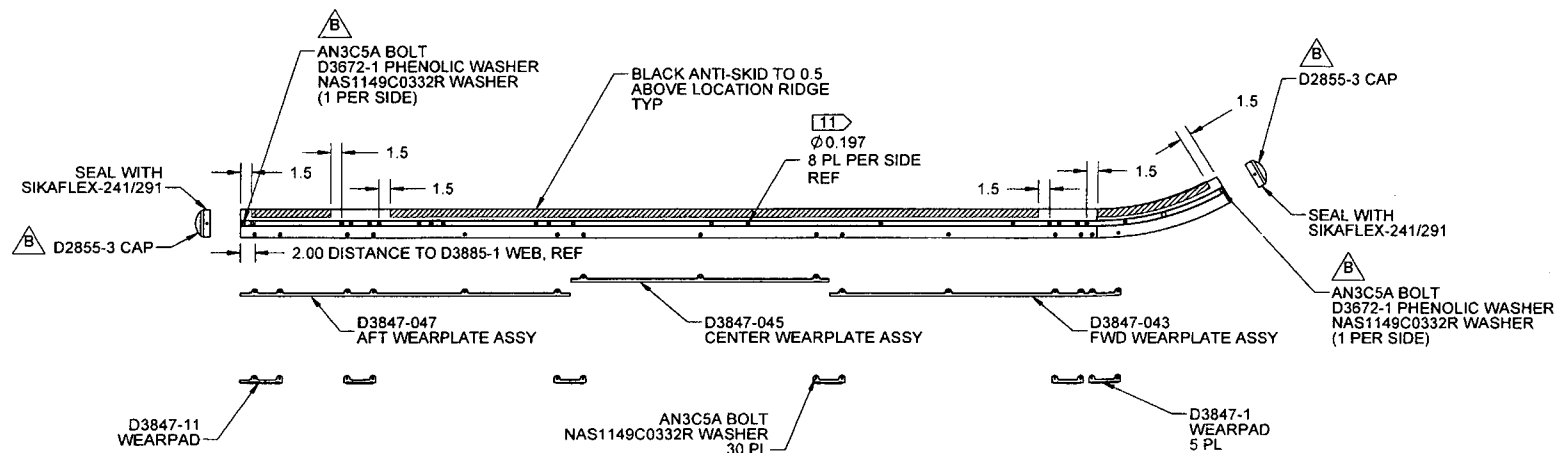 B
AN3C5A BOLT
D3672-1 PHENOLIC WASHER
NAS1149C0332R WASHER
(1 PER SIDE)
BLACK ANTI-SKID TO 0.5
ABOVE LOCATION RIDGE
TYP
11
Ø0.197
8 PL PER SIDE
REF
B
D2855-3 CAP
1.5
1.5
1.5
1.5
1.5
1.5
SEAL WITH
SIKAFLEX-241/291
B
D2855-3 CAP
2.00 DISTANCE TO D3885-1 WEB, REF
SEAL WITH
SIKAFLEX-241/291
B
AN3C5A BOLT
D3672-1 PHENOLIC WASHER
NAS1149C0332R WASHER
(1 PER SIDE)
D3847-047
AFT WEARPLATE ASSY
D3847-045
CENTER WEARPLATE ASSY
D3847-043
FWD WEARPLATE ASSY
D3847-11
WEARPAD
AN3C5A BOLT
NAS1149C0332R WASHER
30 PL
D3847-1
WEARPAD
5 PL